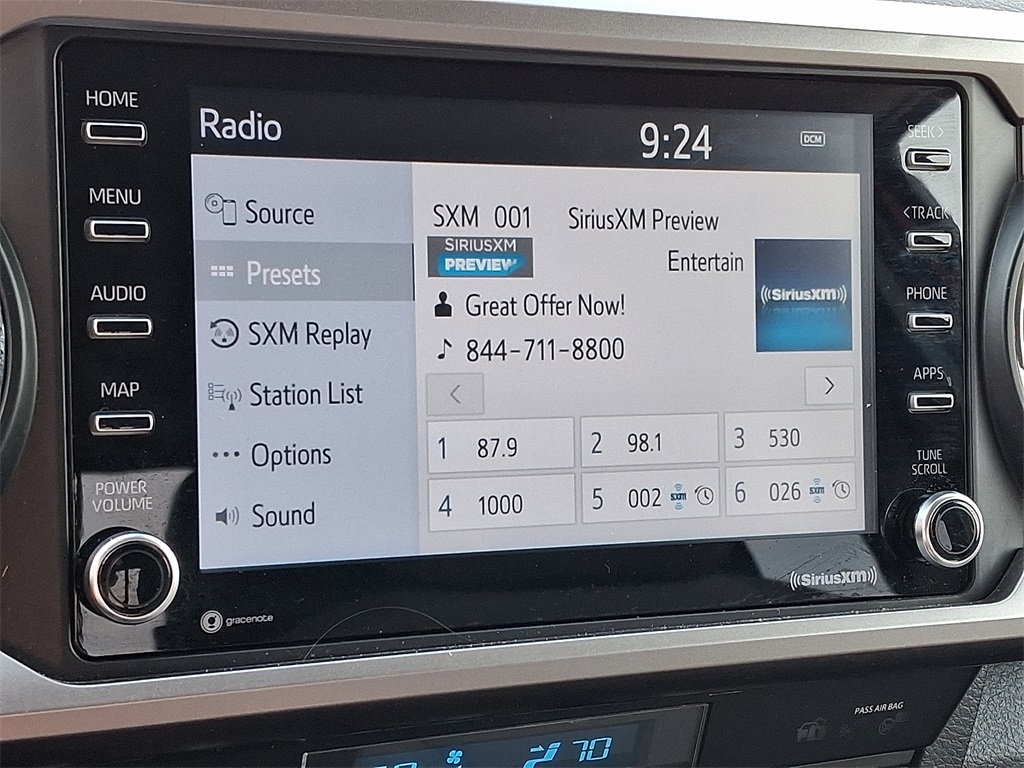 HOME
MENU
AUDIO
MAP
POWER
VOLUME
Radio
9:24
DCM
Source
Presets
SXM Replay
Station List
Options
Sound
SXM 001 SiriusXM Preview
SIRIUSXM
PREVIEW
Entertain
((SiriusXM))
Great Offer Now!
844-711-8800
<
>
1 87.9
2 98.1
3 530
4 1000
5 002 SXM
6 026 SXM
SEEK>
<TRACK
PHONE
APPS
TUNE
SCROLL
gracenote
((SiriusXM))
PASS AIR BAG
70